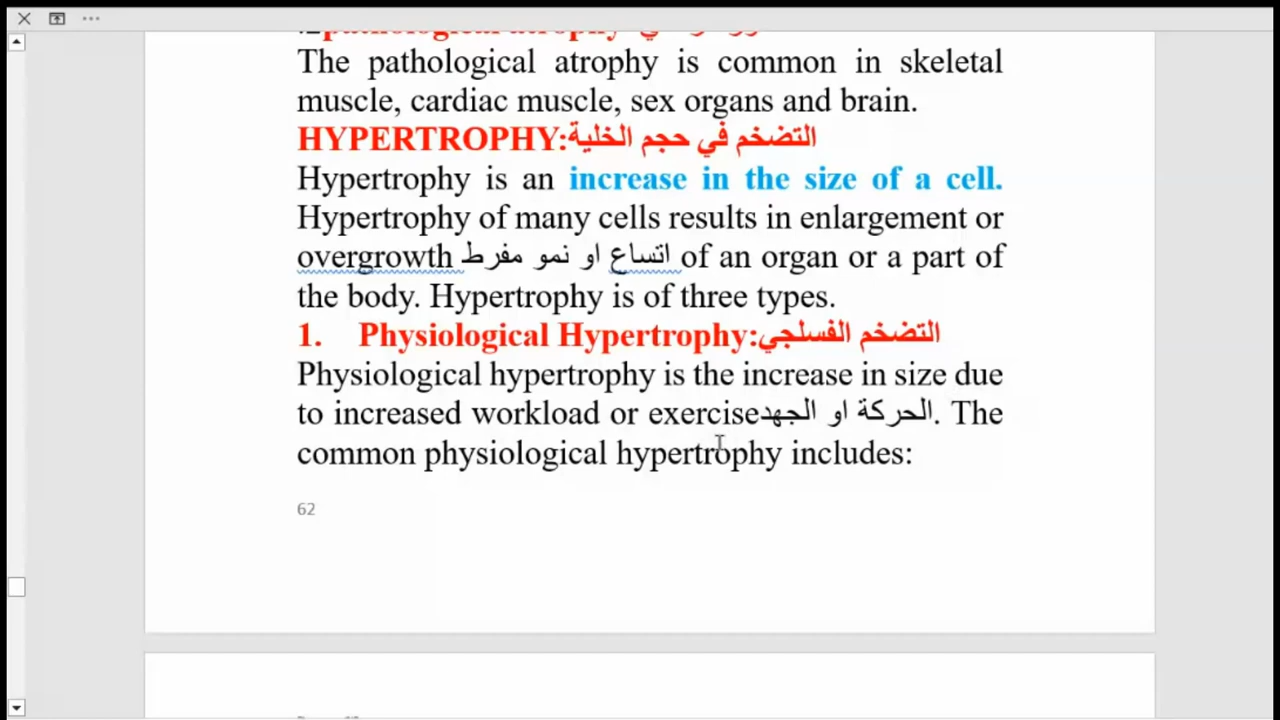 The pathological atrophy is common in skeletal
muscle, cardiac muscle, sex organs and brain.
HYPERTROPHY:التضخم في حجم الخلية
Hypertrophy is an increase in the size of a cell.
Hypertrophy of many cells results in enlargement or
overgrowth اتساع او نمو مفرط of an organ or a part of
the body. Hypertrophy is of three types.
1. Physiological Hypertrophy:التضخم الفسلجي
Physiological hypertrophy is the increase in size due
to increased workload or exerciseالحركة او الجهد. The
common physiological hypertrophy includes:
62